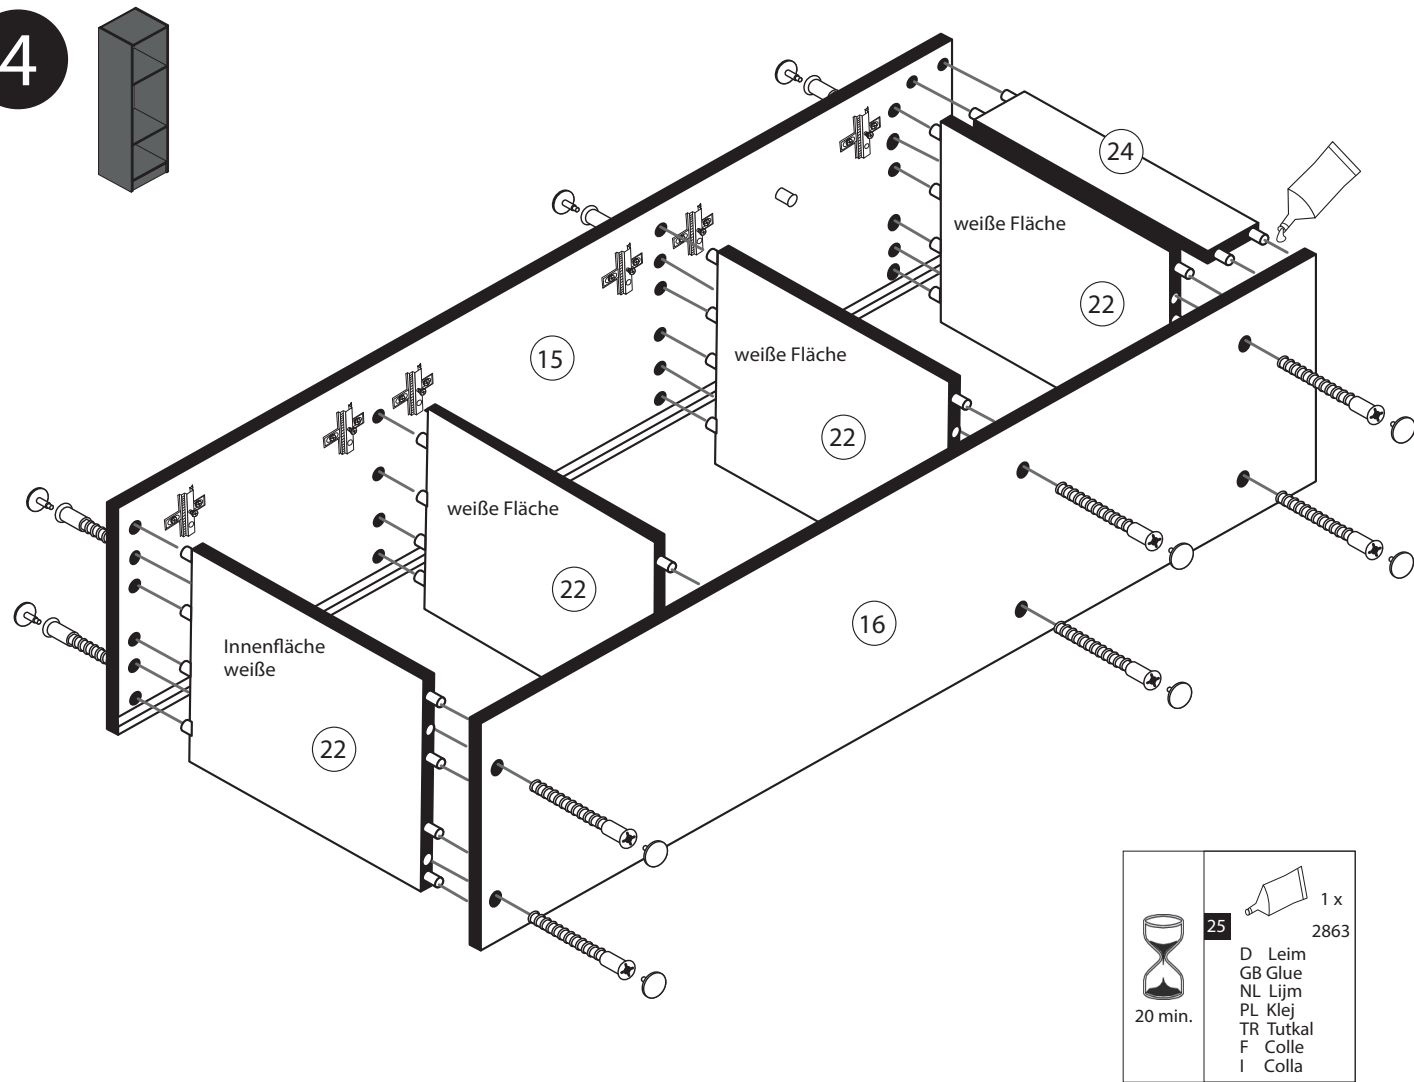 4
24
weiße Fläche
22
15
weiße Fläche
22
weiße Fläche
22
16
Innenfläche
weiße
22
20 min.
25
1 x
2863
D Leim
GB Glue
NL Lijm
PL Klej
TR Tutkal
F Colle
I Colla